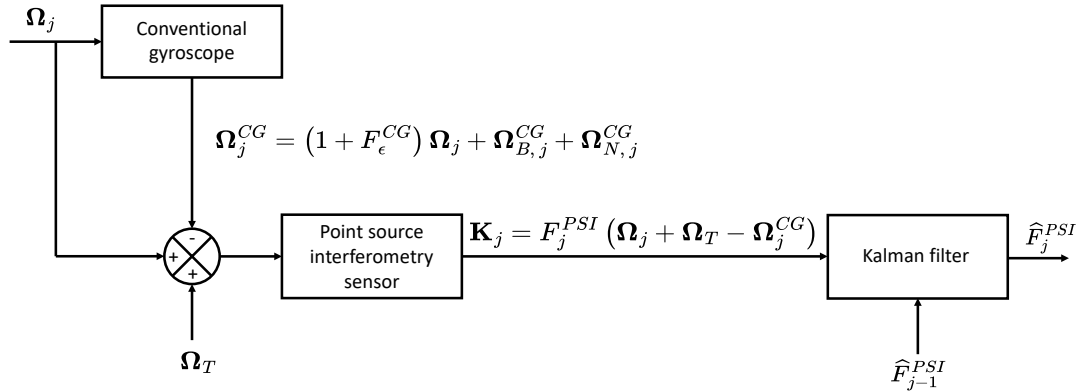 Ω_j
Conventional
gyroscope
Ω_j^{CG} = (1 + F_ϵ^{CG}) Ω_j + Ω_{B, j}^{CG} + Ω_{N, j}^{CG}
-
+
+
Ω_T
Point source
interferometry
sensor
K_j = F_j^{PSI} (Ω_j + Ω_T − Ω_j^{CG})
Kalman filter
F̂_j^{PSI}
F̂_{j−1}^{PSI}